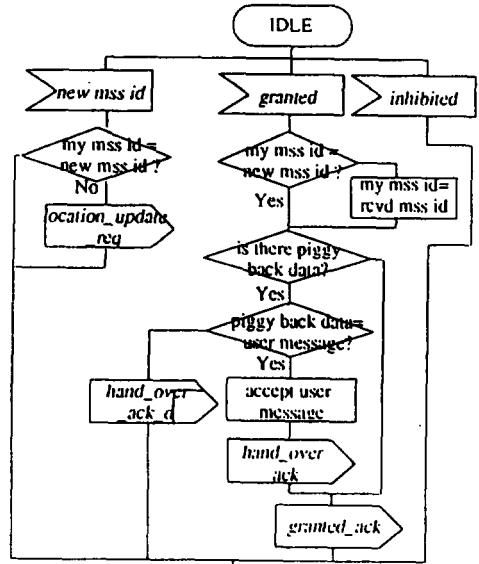 IDLE
new mss id
granted
inhibited
my mss id =
new mss id ?
my mss id =
new mss id ?
No
Yes
my mss id=
rcvd mss id
ocation_update
_req
is there piggy
back data?
Yes
piggy back data=
user message?
Yes
hand_over
_ack_d
accept user
message
hand_over
ack
granted_ack